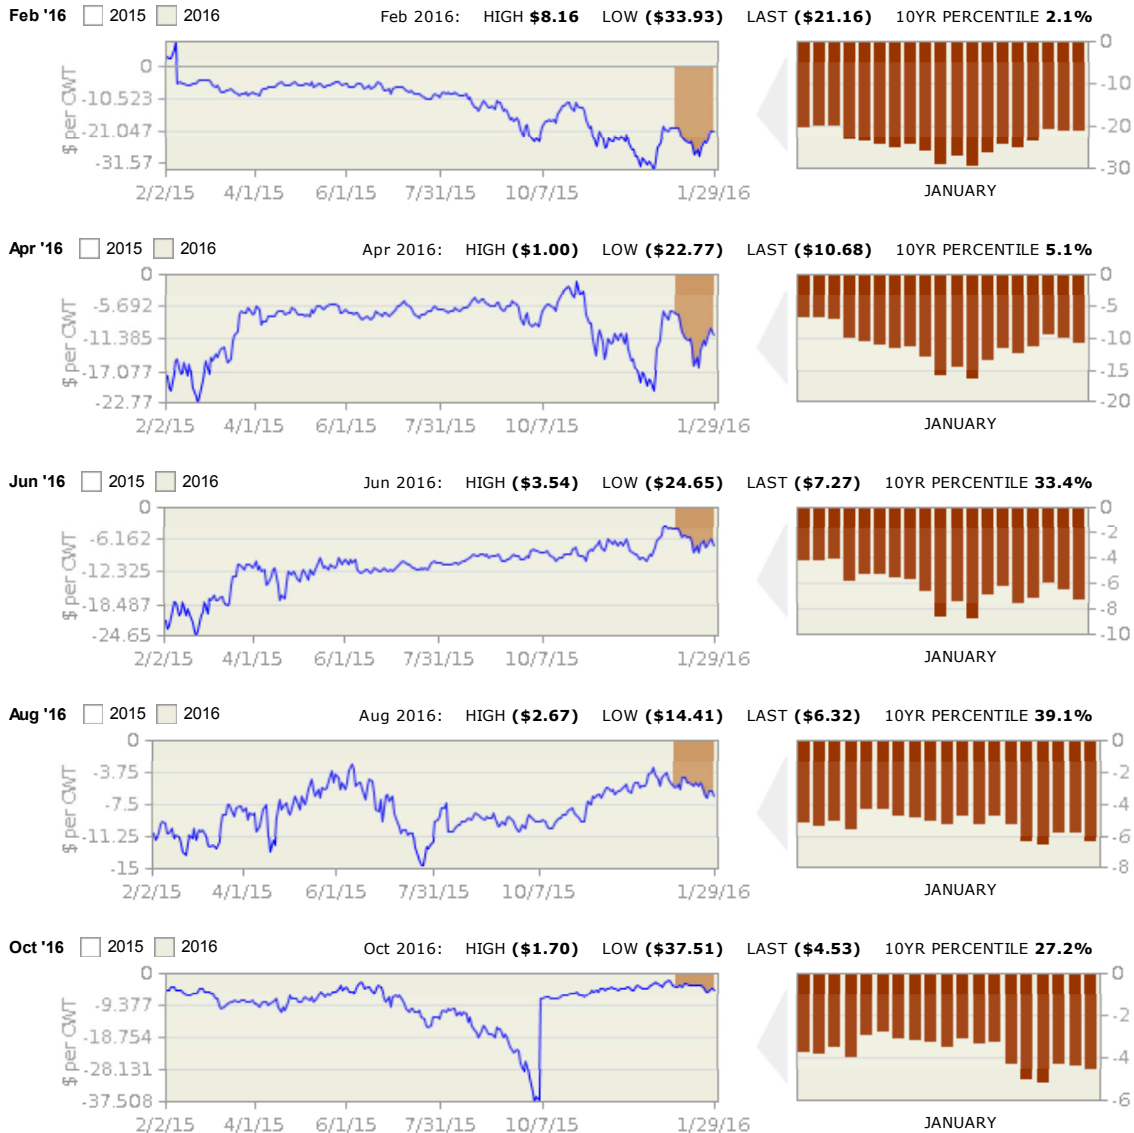 Feb '16 2015 2016 Feb 2016: HIGH $8.16 LOW ($33.93) LAST ($21.16) 10YR PERCENTILE 2.1%
$ per CWT
0
-10.523
-21.047
-31.57
2/2/15 4/1/15 6/1/15 7/31/15 10/7/15 1/29/16
0
-10
-20
-30
JANUARY
Apr '16 2015 2016 Apr 2016: HIGH ($1.00) LOW ($22.77) LAST ($10.68) 10YR PERCENTILE 5.1%
$ per CWT
0
-5.692
-11.385
-17.077
-22.77
2/2/15 4/1/15 6/1/15 7/31/15 10/7/15 1/29/16
0
-5
-10
-15
-20
JANUARY
Jun '16 2015 2016 Jun 2016: HIGH ($3.54) LOW ($24.65) LAST ($7.27) 10YR PERCENTILE 33.4%
$ per CWT
0
-6.162
-12.325
-18.487
-24.65
2/2/15 4/1/15 6/1/15 7/31/15 10/7/15 1/29/16
0
-2
-4
-6
-8
-10
JANUARY
Aug '16 2015 2016 Aug 2016: HIGH ($2.67) LOW ($14.41) LAST ($6.32) 10YR PERCENTILE 39.1%
$ per CWT
0
-3.75
-7.5
-11.25
-15
2/2/15 4/1/15 6/1/15 7/31/15 10/7/15 1/29/16
0
-2
-4
-6
-8
JANUARY
Oct '16 2015 2016 Oct 2016: HIGH ($1.70) LOW ($37.51) LAST ($4.53) 10YR PERCENTILE 27.2%
$ per CWT
0
-9.377
-18.754
-28.131
-37.508
2/2/15 4/1/15 6/1/15 7/31/15 10/7/15 1/29/16
0
-2
-4
-6
JANUARY